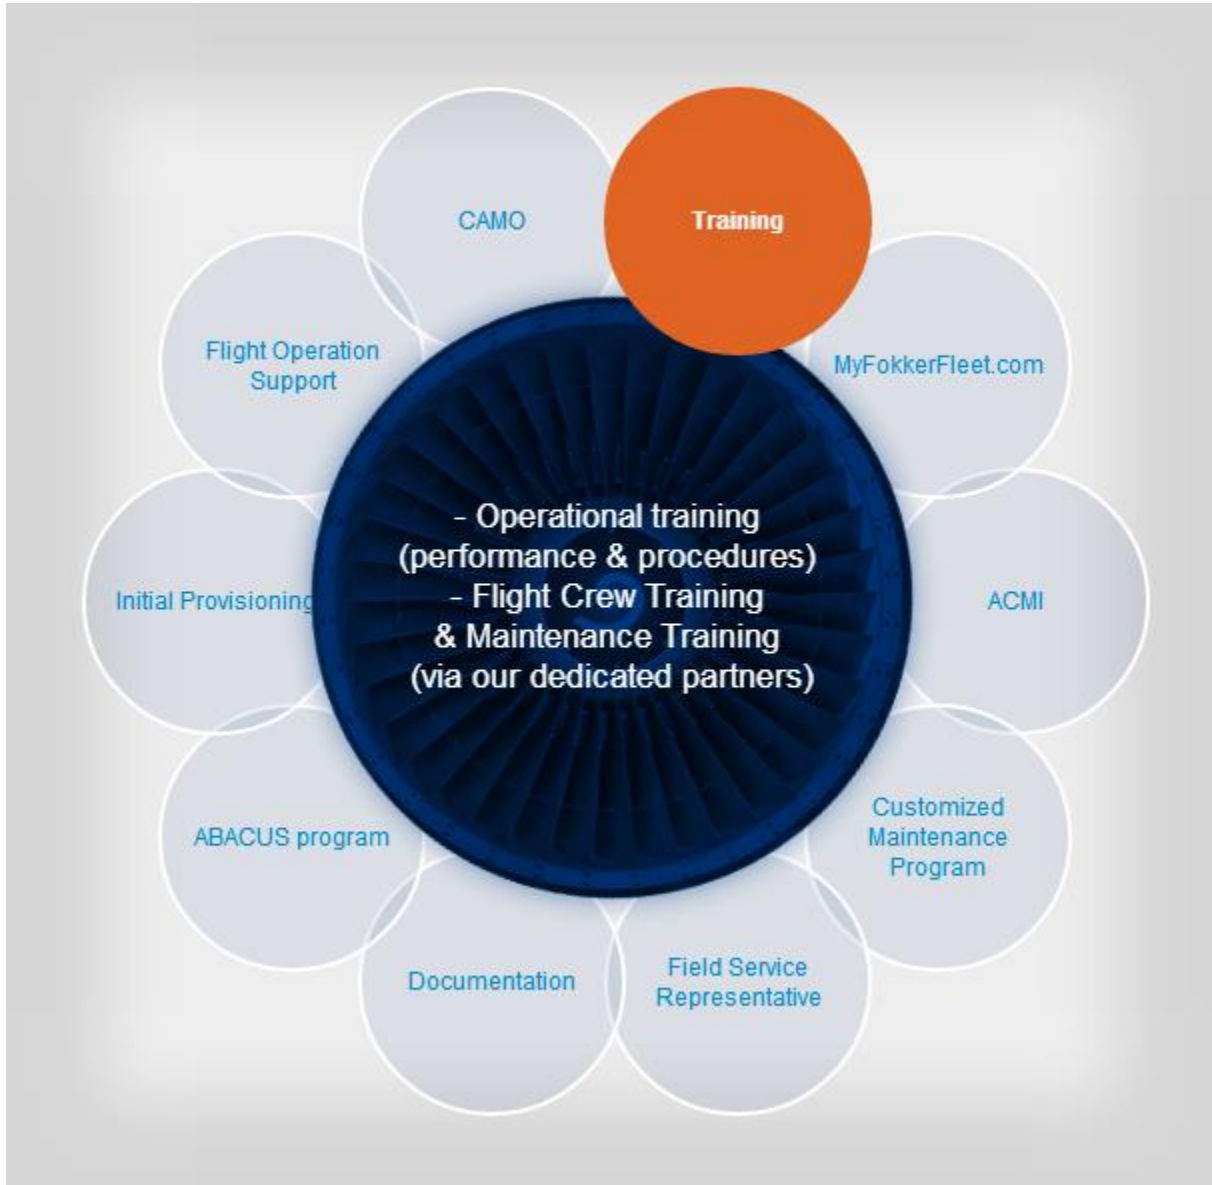 CAMO
Training
Flight Operation
Support
MyFokkerFleet.com
- Operational training
(performance & procedures)
- Flight Crew Training
& Maintenance Training
(via our dedicated partners)
Initial Provisioning
ACMI
ABACUS program
Customized
Maintenance
Program
Documentation
Field Service
Representative